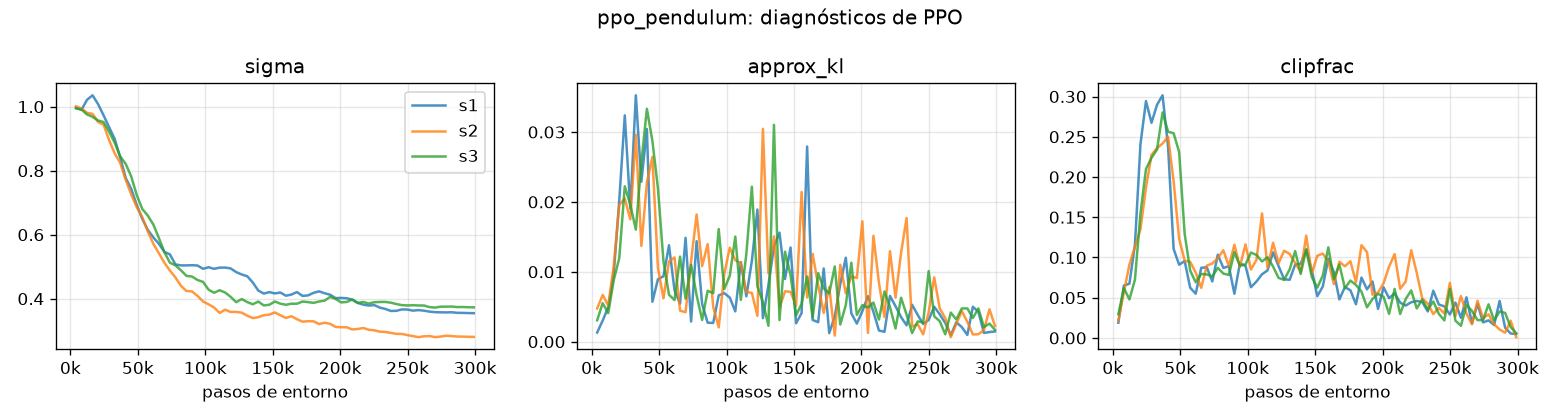 ppo_pendulum: diagnósticos de PPO
sigma
1.0
0.8
0.6
0.4
0k 50k 100k 150k 200k 250k 300k
pasos de entorno
s1
s2
s3
approx_kl
0.03
0.02
0.01
0.00
0k 50k 100k 150k 200k 250k 300k
pasos de entorno
clipfrac
0.30
0.25
0.20
0.15
0.10
0.05
0.00
0k 50k 100k 150k 200k 250k 300k
pasos de entorno